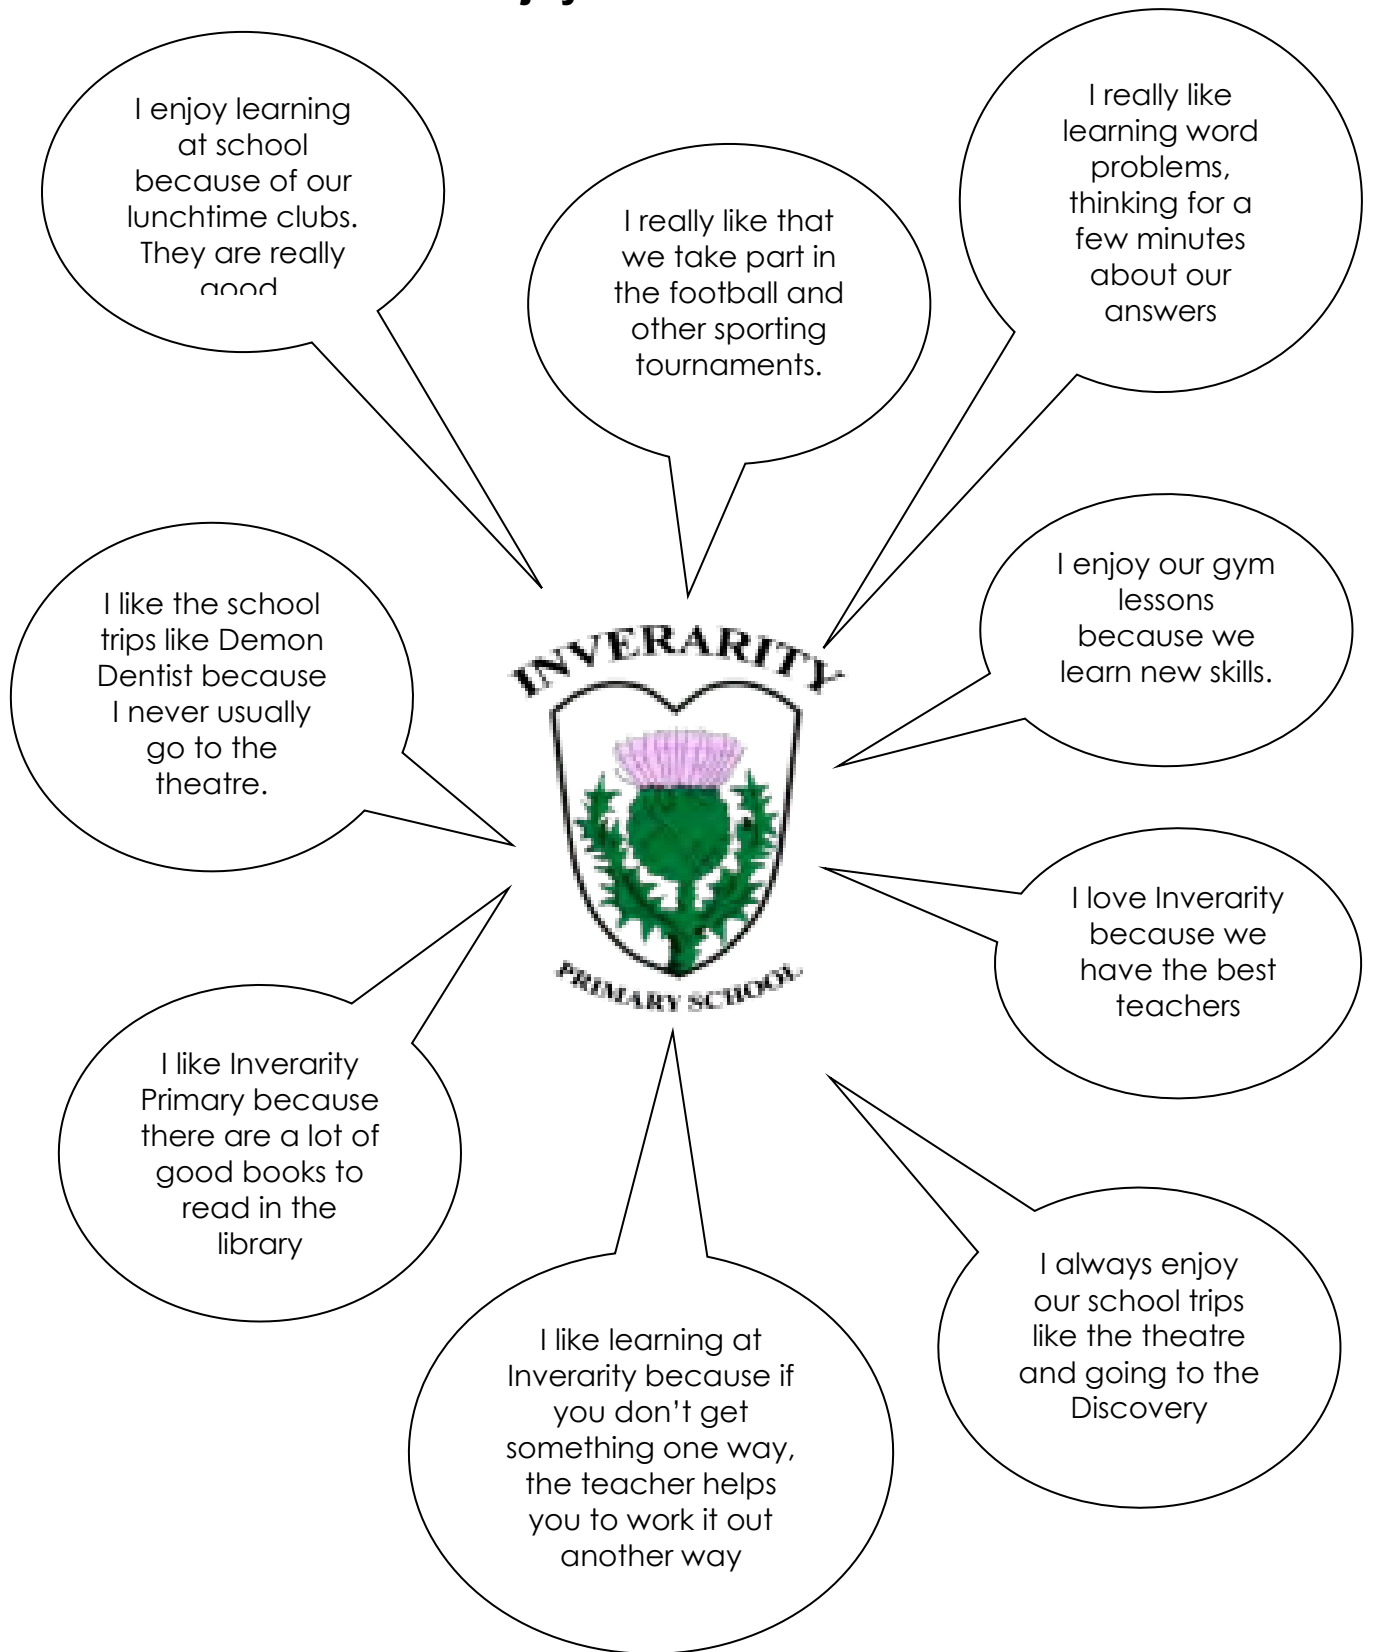 I enjoy learning
at school
because of our
lunchtime clubs.
They are really
good
I really like that
we take part in
the football and
other sporting
tournaments.
I really like
learning word
problems,
thinking for a
few minutes
about our
answers
I like the school
trips like Demon
Dentist because
I never usually
go to the
theatre.
INVERARITY
PRIMARY SCHOOL
I enjoy our gym
lessons
because we
learn new skills.
I love Inverarity
because we
have the best
teachers
I like Inverarity
Primary because
there are a lot of
good books to
read in the
library
I like learning at
Inverarity because if
you don’t get
something one way,
the teacher helps
you to work it out
another way
I always enjoy
our school trips
like the theatre
and going to the
Discovery